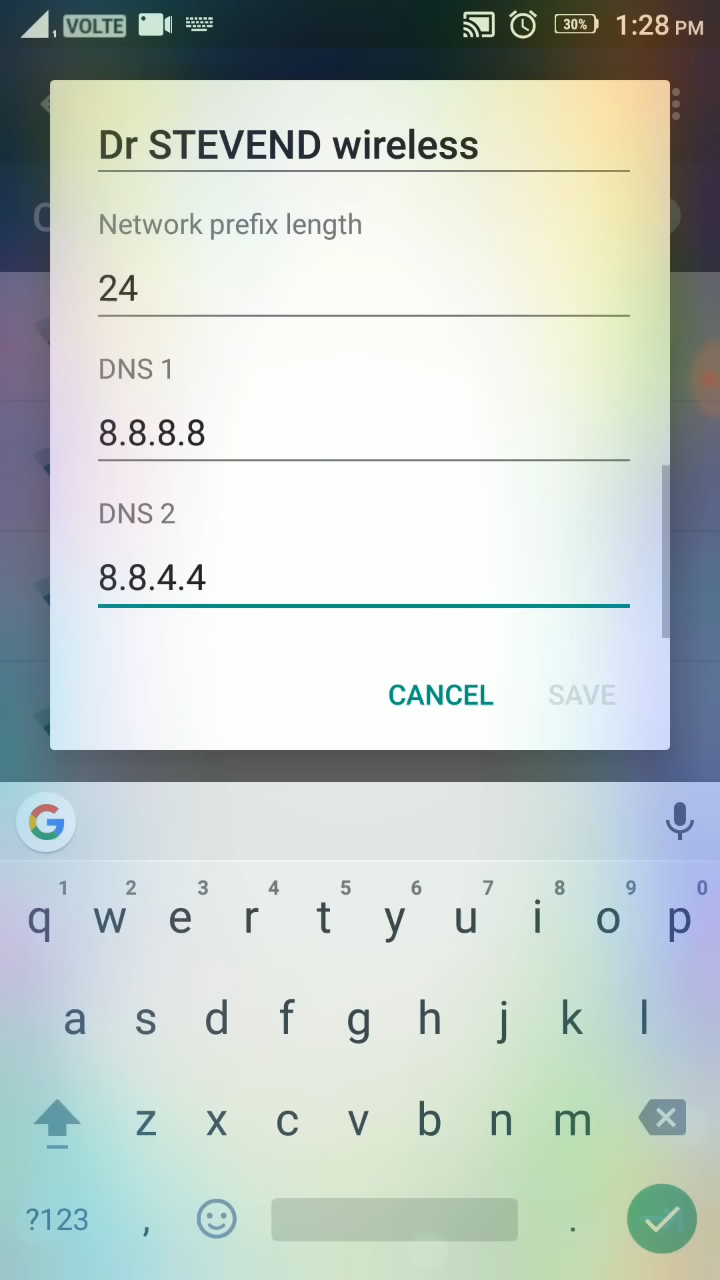 VOLTE 30% 1:28 PM
Dr STEVEND wireless
Network prefix length
24
DNS 1
8.8.8.8
DNS 2
8.8.4.4
CANCEL SAVE
G
1 2 3 4 5 6 7 8 9 0
q w e r t y u i o p
a s d f g h j k l
z x c v b n m
?123 , .